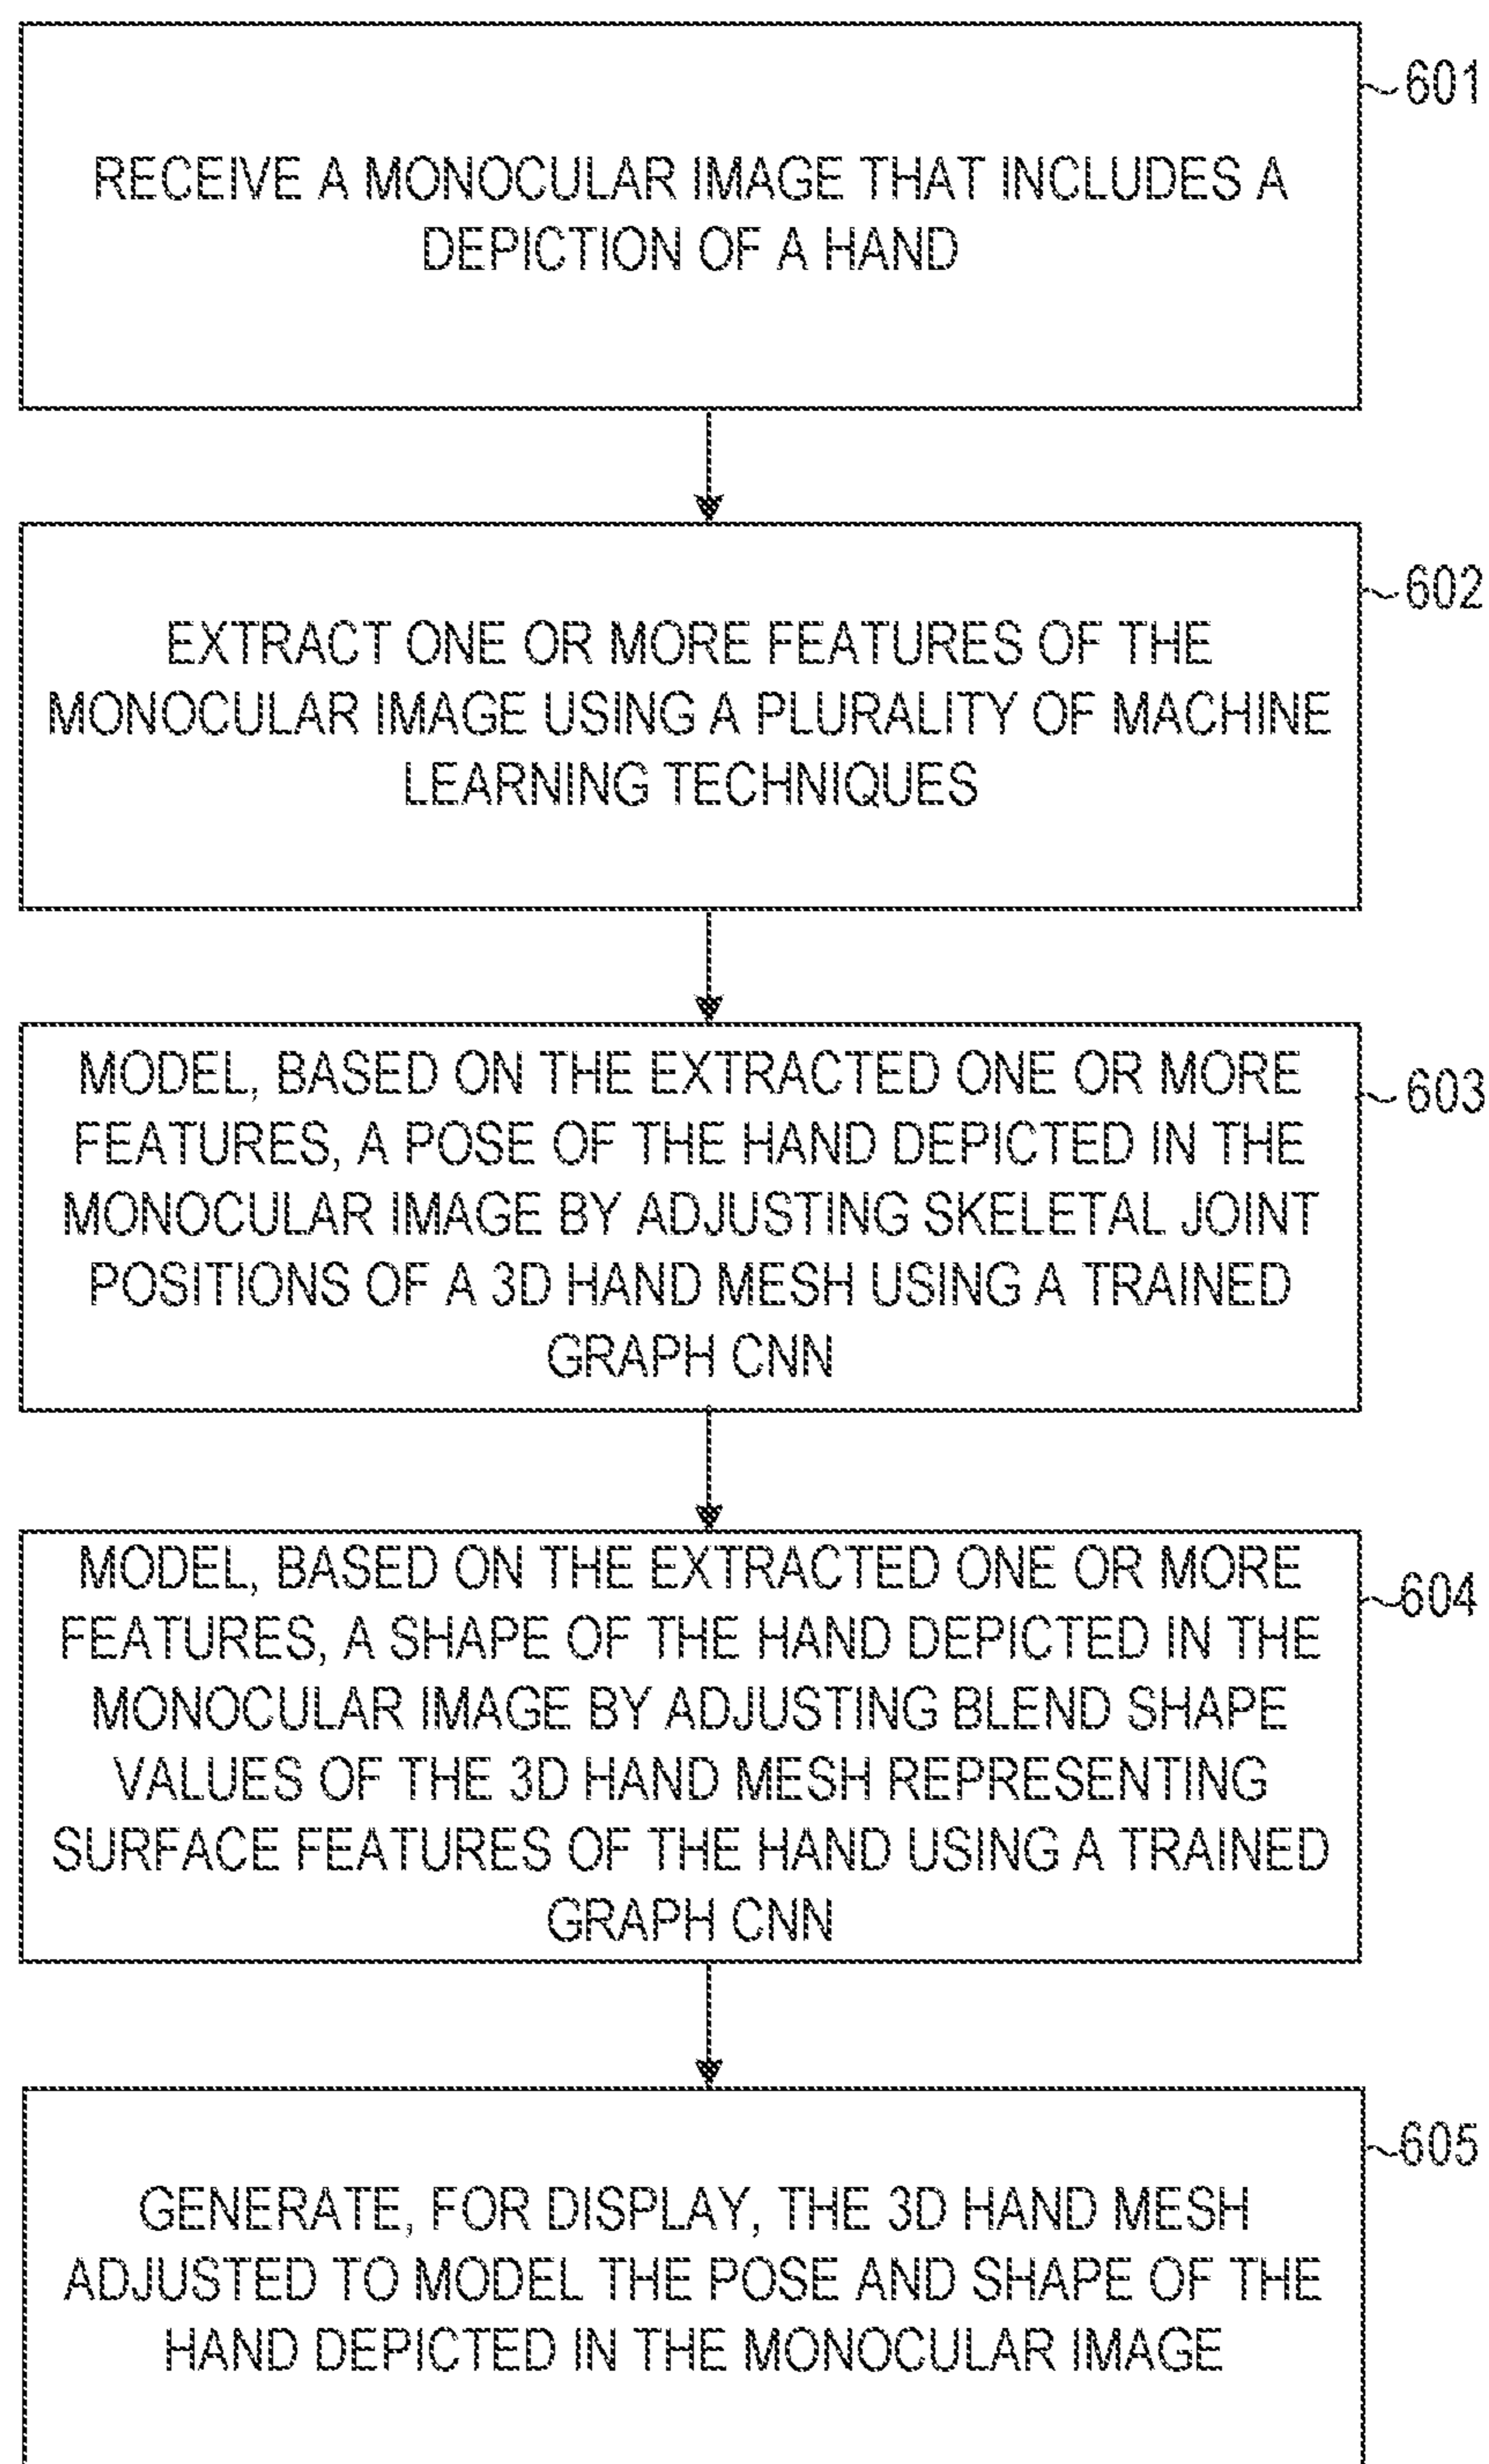 601
RECEIVE A MONOCULAR IMAGE THAT INCLUDES A
DEPICTION OF A HAND
602
EXTRACT ONE OR MORE FEATURES OF THE
MONOCULAR IMAGE USING A PLURALITY OF MACHINE
LEARNING TECHNIQUES
603
MODEL, BASED ON THE EXTRACTED ONE OR MORE
FEATURES, A POSE OF THE HAND DEPICTED IN THE
MONOCULAR IMAGE BY ADJUSTING SKELETAL JOINT
POSITIONS OF A 3D HAND MESH USING A TRAINED
GRAPH CNN
604
MODEL, BASED ON THE EXTRACTED ONE OR MORE
FEATURES, A SHAPE OF THE HAND DEPICTED IN THE
MONOCULAR IMAGE BY ADJUSTING BLEND SHAPE
VALUES OF THE 3D HAND MESH REPRESENTING
SURFACE FEATURES OF THE HAND USING A TRAINED
GRAPH CNN
605
GENERATE, FOR DISPLAY, THE 3D HAND MESH
ADJUSTED TO MODEL THE POSE AND SHAPE OF THE
HAND DEPICTED IN THE MONOCULAR IMAGE